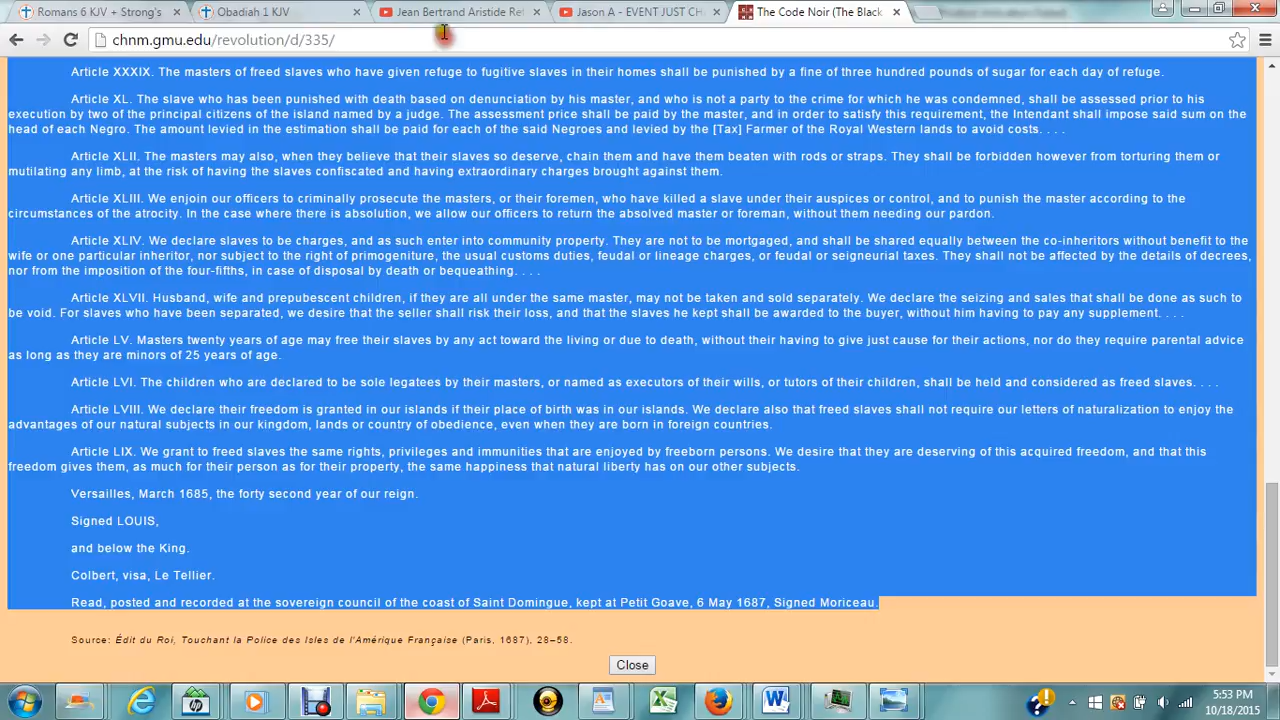 Romans 6 KJV + Strong's
Obadiah 1 KJV
Jean Bertrand Aristide Re
Jason A - EVENT JUST CH
The Code Noir (The Black
chnm.gmu.edu/revolution/d/335/
Article XXXIX. The masters of freed slaves who have given refuge to fugitive slaves in their homes shall be punished by a fine of three hundred pounds of sugar for each day of refuge.
Article XL. The slave who has been punished with death based on denunciation by his master, and who is not a party to the crime for which he was condemned, shall be assessed prior to his
execution by two of the principal citizens of the island named by a judge. The assessment price shall be paid by the master, and in order to satisfy this requirement, the Intendant shall impose said sum on the
head of each Negro. The amount levied in the estimation shall be paid for each of the said Negroes and levied by the [Tax] Farmer of the Royal Western lands to avoid costs. . . .
Article XLII. The masters may also, when they believe that their slaves so deserve, chain them and have them beaten with rods or straps. They shall be forbidden however from torturing them or
mutilating any limb, at the risk of having the slaves confiscated and having extraordinary charges brought against them.
Article XLIII. We enjoin our officers to criminally prosecute the masters, or their foremen, who have killed a slave under their auspices or control, and to punish the master according to the
circumstances of the atrocity. In the case where there is absolution, we allow our officers to return the absolved master or foreman, without them needing our pardon.
Article XLIV. We declare slaves to be charges, and as such enter into community property. They are not to be mortgaged, and shall be shared equally between the co-inheritors without benefit to the
wife or one particular inheritor, nor subject to the right of primogeniture, the usual customs duties, feudal or lineage charges, or feudal or seigneurial taxes. They shall not be affected by the details of decrees,
nor from the imposition of the four-fifths, in case of disposal by death or bequeathing. . . .
Article XLVII. Husband, wife and prepubescent children, if they are all under the same master, may not be taken and sold separately. We declare the seizing and sales that shall be done as such to
be void. For slaves who have been separated, we desire that the seller shall risk their loss, and that the slaves he kept shall be awarded to the buyer, without him having to pay any supplement. . . .
Article LV. Masters twenty years of age may free their slaves by any act toward the living or due to death, without their having to give just cause for their actions, nor do they require parental advice
as long as they are minors of 25 years of age.
Article LVI. The children who are declared to be sole legatees by their masters, or named as executors of their wills, or tutors of their children, shall be held and considered as freed slaves. . . .
Article LVIII. We declare their freedom is granted in our islands if their place of birth was in our islands. We declare also that freed slaves shall not require our letters of naturalization to enjoy the
advantages of our natural subjects in our kingdom, lands or country of obedience, even when they are born in foreign countries.
Article LIX. We grant to freed slaves the same rights, privileges and immunities that are enjoyed by freeborn persons. We desire that they are deserving of this acquired freedom, and that this
freedom gives them, as much for their person as for their property, the same happiness that natural liberty has on our other subjects.
Versailles, March 1685, the forty second year of our reign.
Signed LOUIS,
and below the King.
Colbert, visa, Le Tellier.
Read, posted and recorded at the sovereign council of the coast of Saint Domingue, kept at Petit Goave, 6 May 1687, Signed Moriceau.
Source: Édit du Roi, Touchant la Police des Isles de l'Amérique Française (Paris, 1687), 28–58.
Close
5:53 PM
10/18/2015